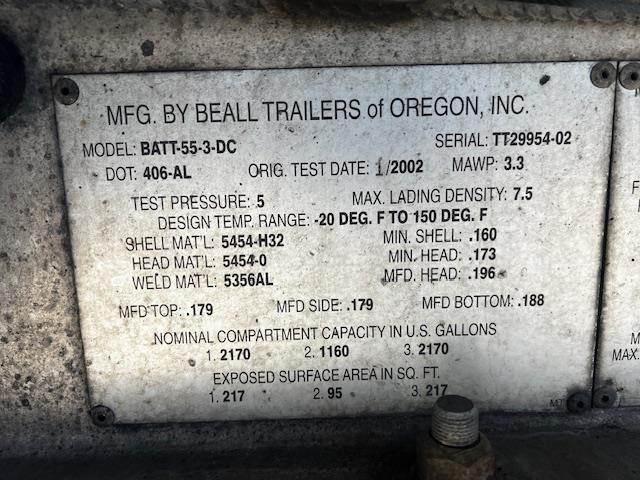 MFG. BY BEALL TRAILERS of OREGON, INC.
MODEL: BATT-55-3-DC SERIAL: TT29954-02
DOT: 406-AL ORIG. TEST DATE: 1/2002 MAWP: 3.3
TEST PRESSURE: 5 MAX. LADING DENSITY: 7.5
DESIGN TEMP. RANGE: -20 DEG. F TO 150 DEG. F
SHELL MAT'L: 5454-H32 MIN. SHELL: .160
HEAD MAT'L: 5454-0 MIN. HEAD: .173
WELD MAT'L: 5356AL MFD. HEAD: .196
MFD TOP: .179 MFD SIDE: .179 MFD BOTTOM: .188
NOMINAL COMPARTMENT CAPACITY IN U.S. GALLONS
1. 2170 2. 1160 3. 2170
EXPOSED SURFACE AREA IN SQ. FT.
1. 217 2. 95 3. 217
MAX.